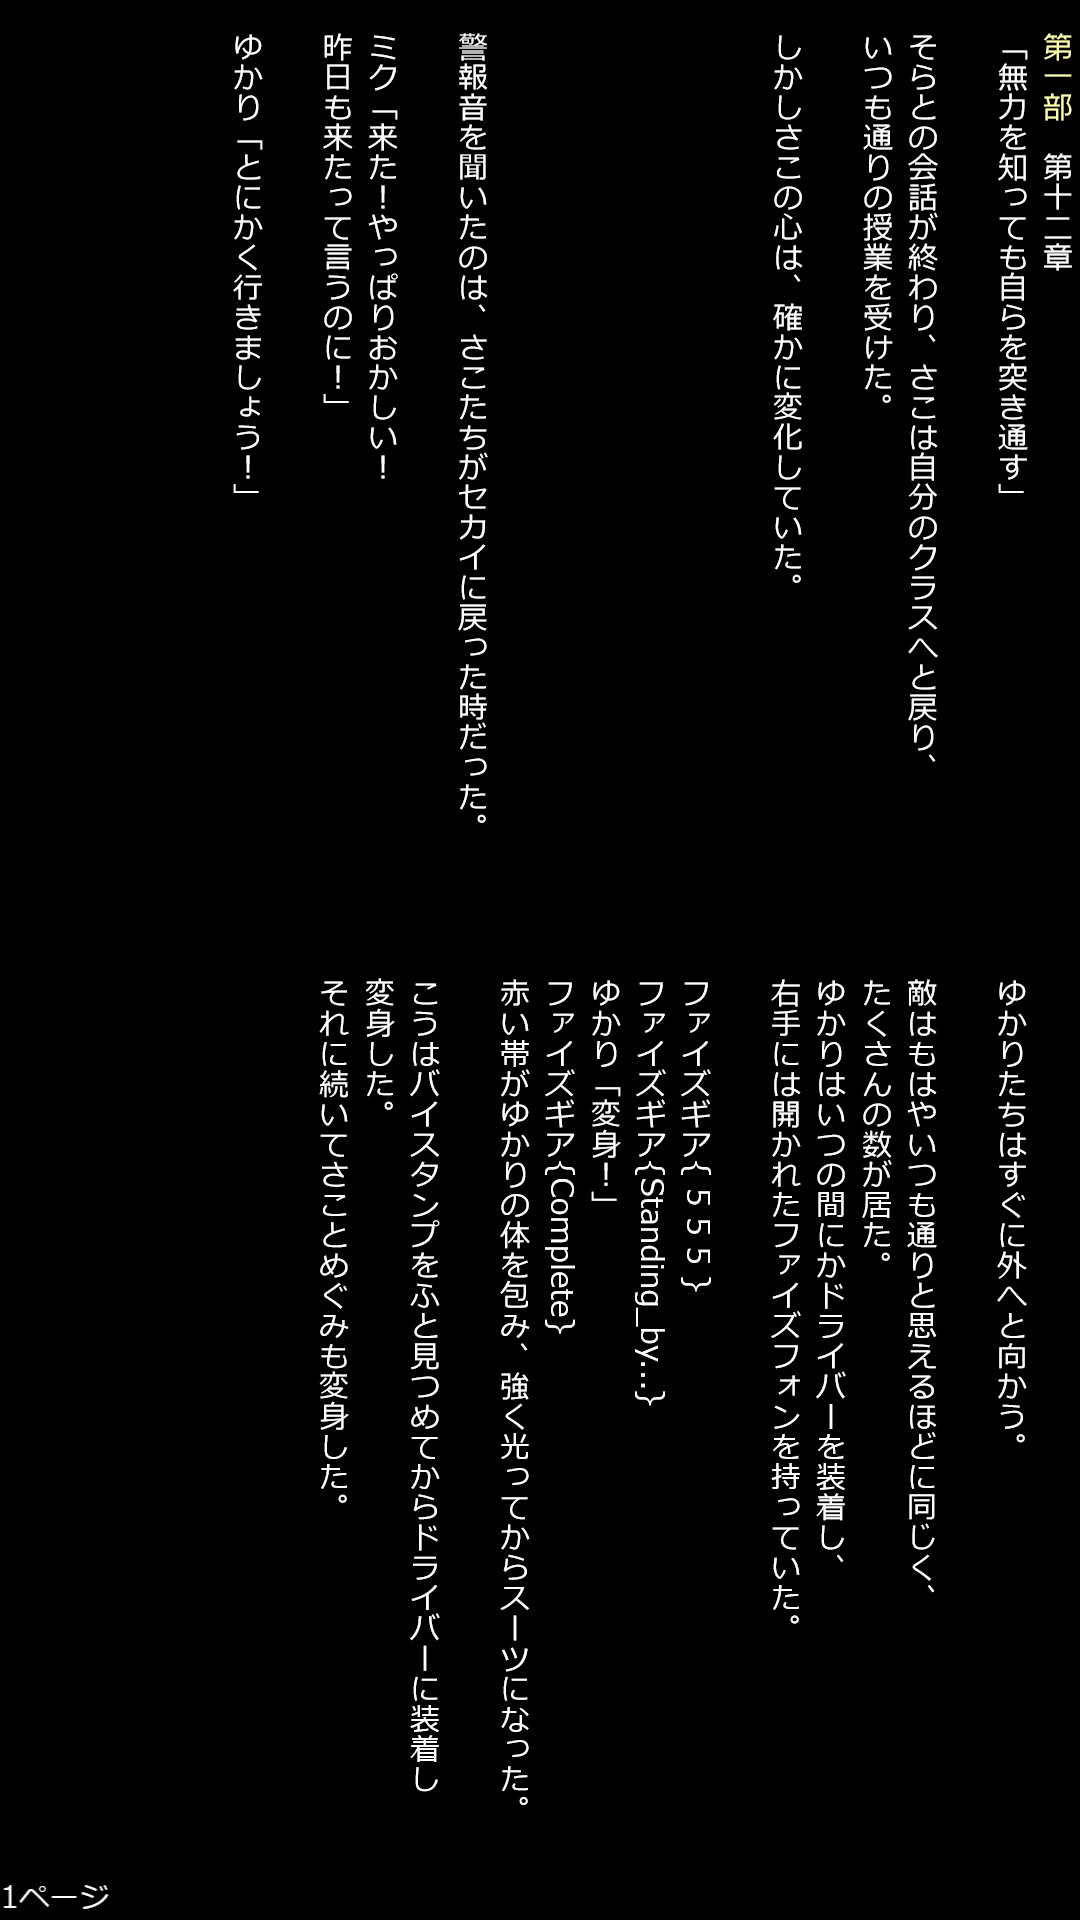 第一部　第十二章
「無力を知っても自らを突き通す」
そらとの会話が終わり、さこは自分のクラスへと戻り、
いつも通りの授業を受けた。
しかしさこの心は、確かに変化していた。
警報音を聞いたのは、さこたちがセカイに戻った時だった。
ミク「来た！やっぱりおかしい！
昨日も来たって言うのに！」
ゆかり「とにかく行きましょう！」
ゆかりたちはすぐに外へと向かう。
敵はもはやいつも通りと思えるほどに同じく、
たくさんの数が居た。
ゆかりはいつの間にかドライバーを装着し、
右手には開かれたファイズフォンを持っていた。
ファイズギア{５５５}
ファイズギア{Standing_by...}
ゆかり「変身！」
ファイズギア{Complete}
赤い帯がゆかりの体を包み、強く光ってからスーツになった。
こうはバイスタンプをふと見つめてからドライバーに装着し
変身した。
それに続いてさことめぐみも変身した。
1ページ